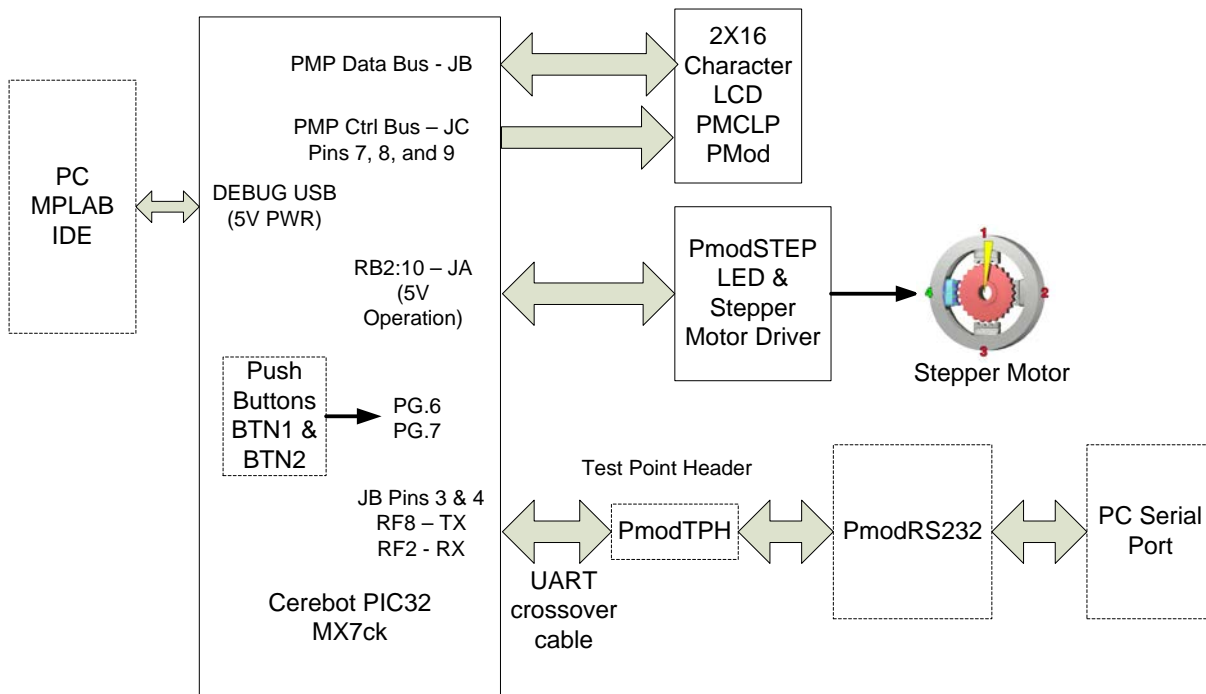 PC
MPLAB
IDE
PMP Data Bus - JB
PMP Ctrl Bus – JC
Pins 7, 8, and 9
DEBUG USB
(5V PWR)
RB2:10 – JA
(5V
Operation)
Push
Buttons
BTN1 &
BTN2
PG.6
PG.7
JB Pins 3 & 4
RF8 – TX
RF2 - RX
Cerebot PIC32
MX7ck
2X16
Character
LCD
PMCLP
PMod
PmodSTEP
LED &
Stepper
Motor Driver
1
2
3
4
Stepper Motor
Test Point Header
PmodTPH
UART
crossover
cable
PmodRS232
PC Serial
Port